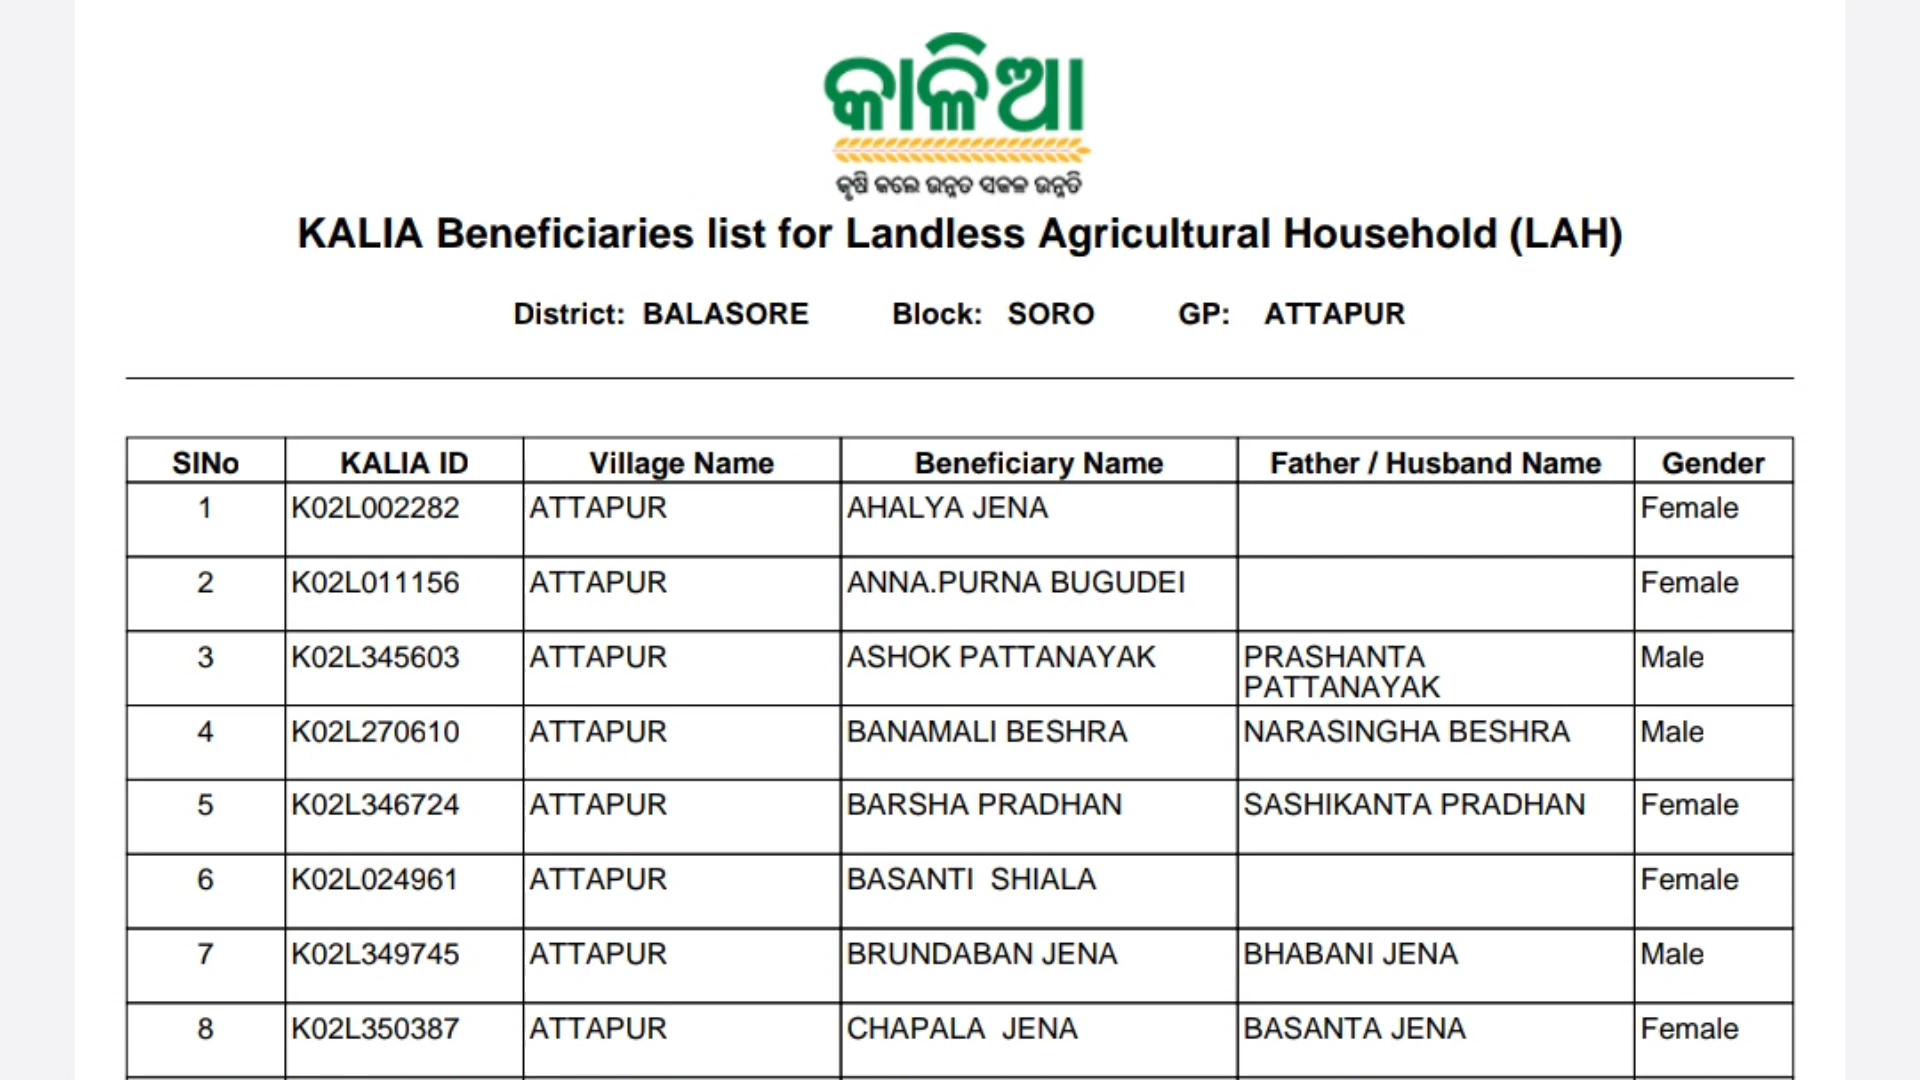 କାଳିଆ
କୃଷି କଲେ ଉନ୍ନତ ସକଳ ଉନ୍ନତି
KALIA Beneficiaries list for Landless Agricultural Household (LAH)
District: BALASORE Block: SORO GP: ATTAPUR
SlNo KALIA ID Village Name Beneficiary Name Father / Husband Name Gender
1 K02L002282 ATTAPUR AHALYA JENA Female
2 K02L011156 ATTAPUR ANNA.PURNA BUGUDEI Female
3 K02L345603 ATTAPUR ASHOK PATTANAYAK PRASHANTA Male
PATTANAYAK
4 K02L270610 ATTAPUR BANAMALI BESHRA NARASINGHA BESHRA Male
5 K02L346724 ATTAPUR BARSHA PRADHAN SASHIKANTA PRADHAN Female
6 K02L024961 ATTAPUR BASANTI SHIALA Female
7 K02L349745 ATTAPUR BRUNDABAN JENA BHABANI JENA Male
8 K02L350387 ATTAPUR CHAPALA JENA BASANTA JENA Female